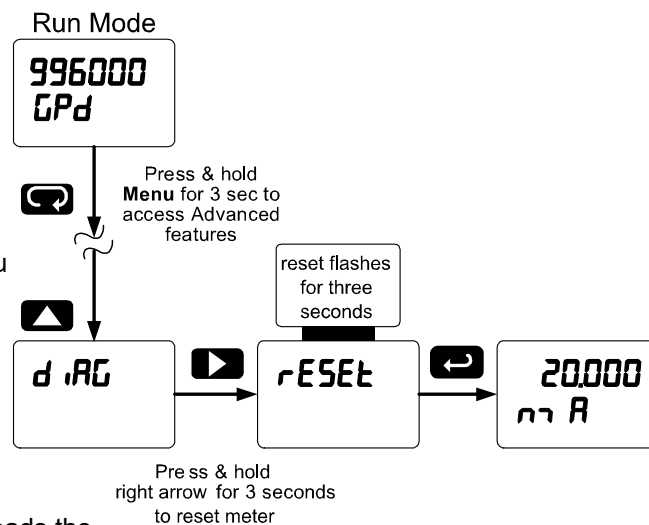 Run Mode
996000
GPd
Press & hold
Menu for 3 sec to
access Advanced
features
u
reset flashes
for three
seconds
diAG
rESEt
20.000
mA
Press & hold
right arrow for 3 seconds
to reset meter